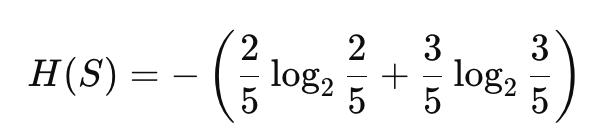 H(S) = − ( 2/5 log₂ 2/5 + 3/5 log₂ 3/5 )